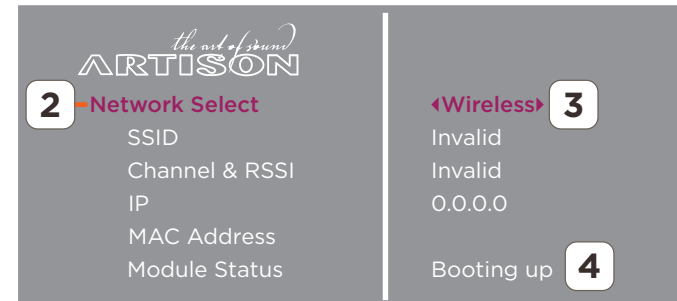 the art of sound
ARTISON
2 Network Select ◂Wireless▸ 3
SSID Invalid
Channel & RSSI Invalid
IP 0.0.0.0
MAC Address
Module Status Booting up 4